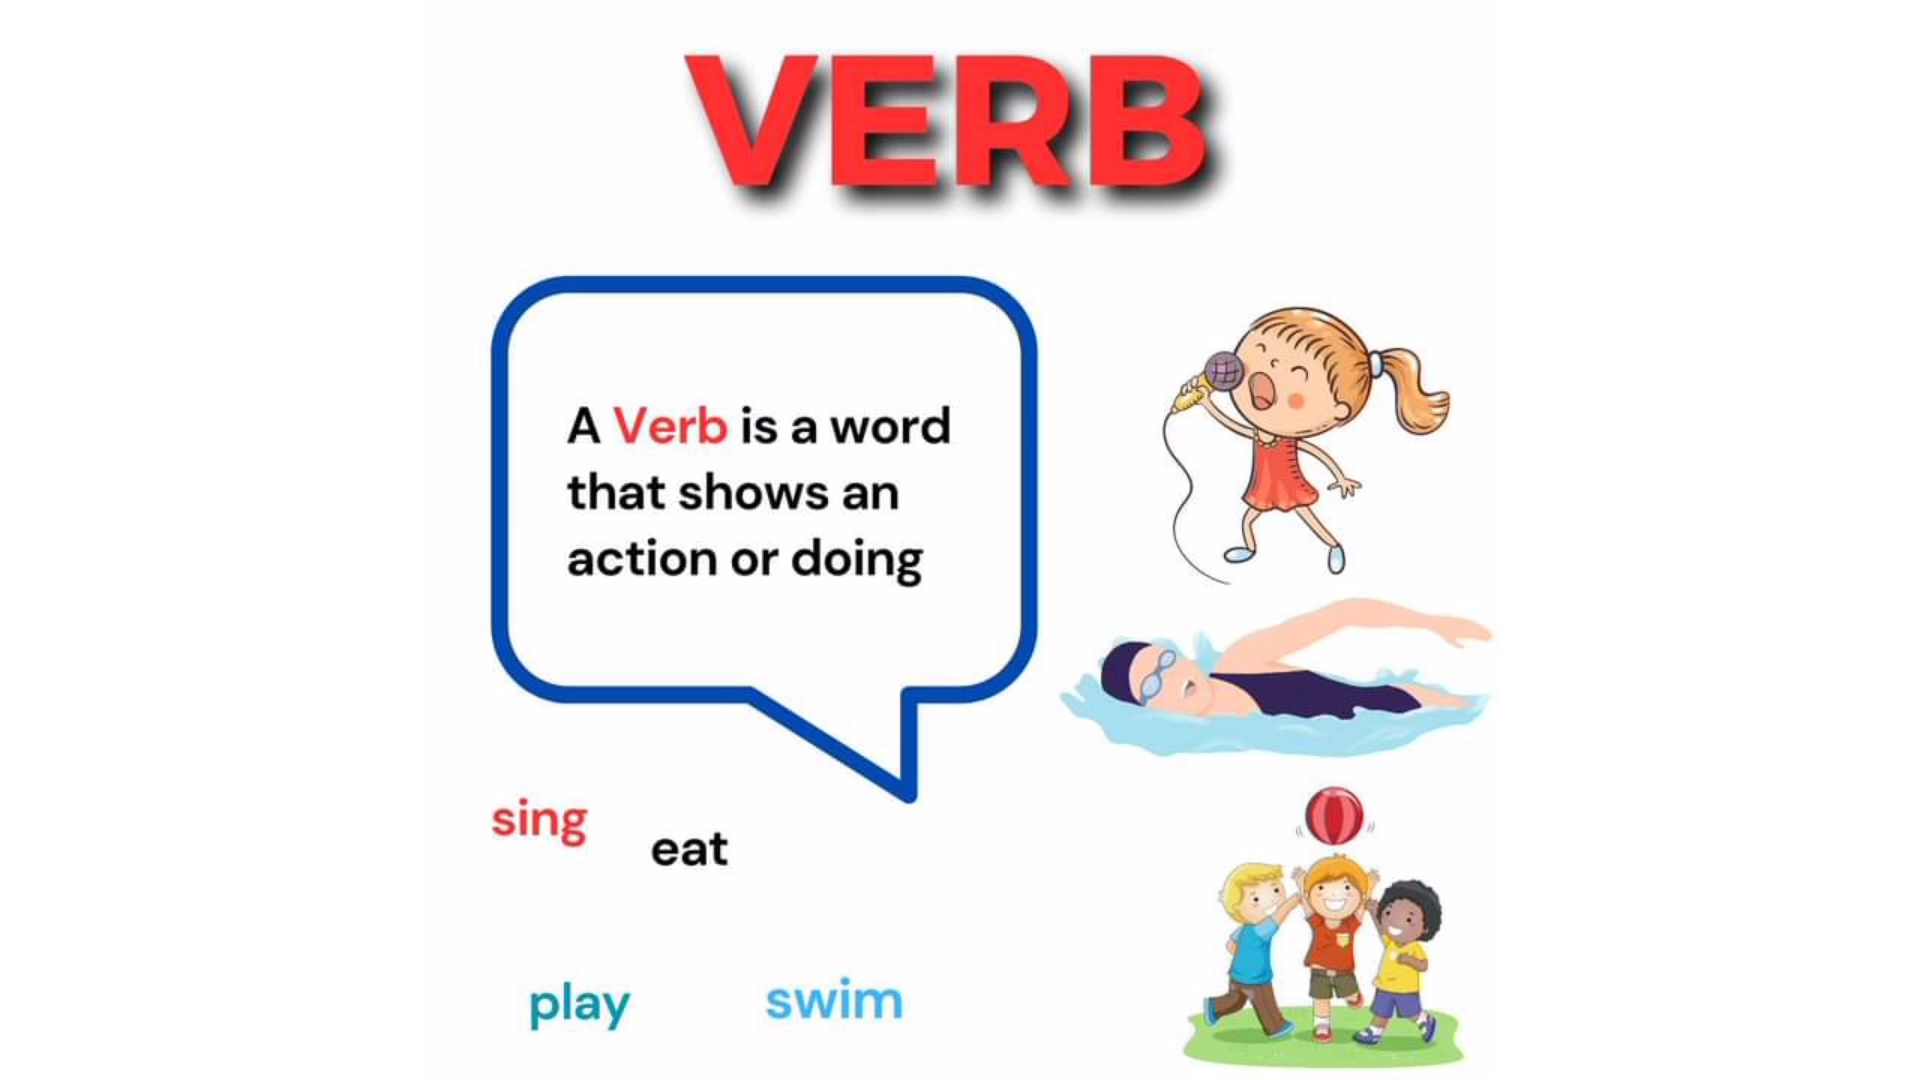 VERB
A Verb is a word
that shows an
action or doing
sing
eat
play
swim